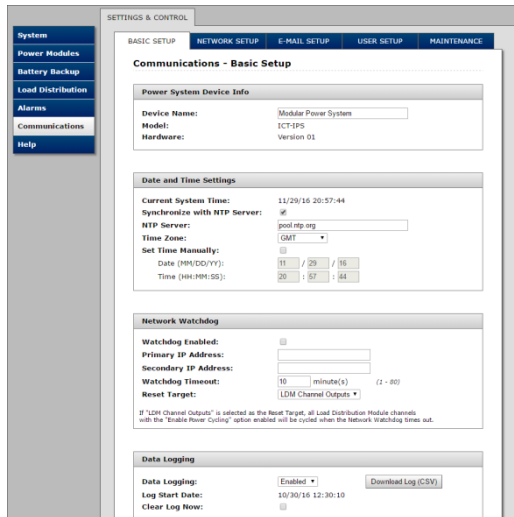 SETTINGS & CONTROL
System
Power Modules
Battery Backup
Load Distribution
Alarms
Communications
Help
BASIC SETUP NETWORK SETUP E-MAIL SETUP USER SETUP MAINTENANCE
Communications - Basic Setup
Power System Device Info
Device Name: Modular Power System
Model: ICT-IPS
Hardware: Version 01
Date and Time Settings
Current System Time: 11/29/16 20:57:44
Synchronize with NTP Server:
NTP Server: pool.ntp.org
Time Zone: GMT
Set Time Manually:
Date (MM/DD/YY): 11 / 29 / 16
Time (HH:MM:SS): 20 : 57 : 44
Network Watchdog
Watchdog Enabled:
Primary IP Address:
Secondary IP Address:
Watchdog Timeout: 10 minute(s) (1 - 60)
Reset Target: LDM Channel Outputs
If "LDM Channel Outputs" is selected as the Reset Target, all Load Distribution Module channels
with the "Enable Power Cycling" option enabled will be cycled when the Network Watchdog times out.
Data Logging
Data Logging: Enabled Download Log (CSV)
Log Start Date: 10/30/16 12:30:10
Clear Log Now: